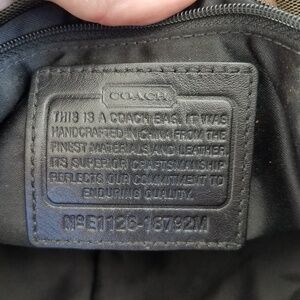 COACH
THIS IS A COACH BAG. IT WAS
HANDCRAFTED IN CHINA FROM THE
FINEST MATERIALS AND LEATHER
ITS SUPERIOR CRAFTSMANSHIP
REFLECTS OUR COMMITMENT TO
ENDURING QUALITY.
Nº E1126-18792M